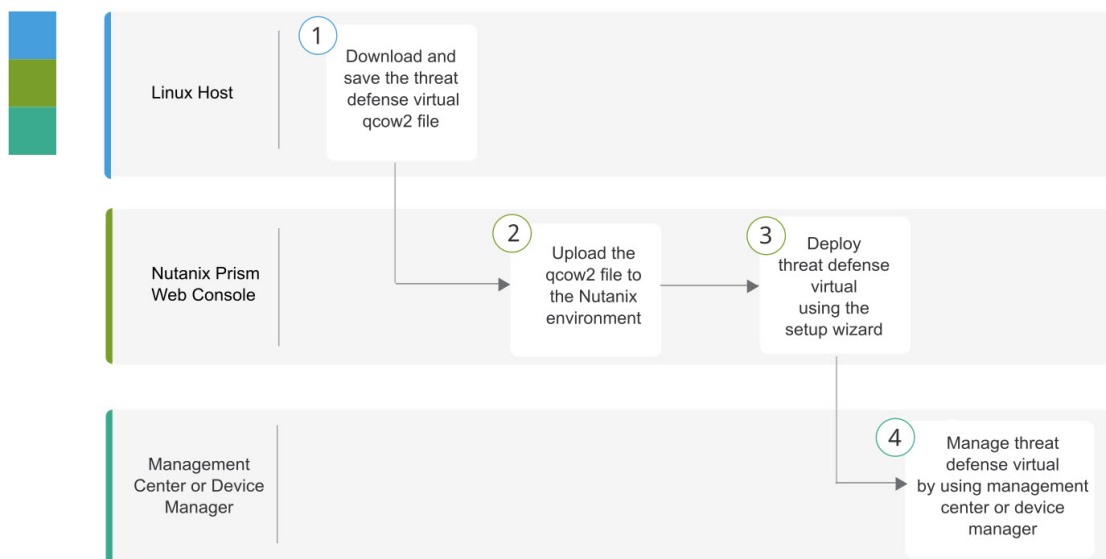 Linux Host
1
Download and
save the threat
defense virtual
qcow2 file
Nutanix Prism
Web Console
2
Upload the
qcow2 file to
the Nutanix
environment
3
Deploy
threat defense
virtual
using the
setup wizard
Management
Center or Device
Manager
4
Manage threat
defense virtual
by using management
center or device
manager